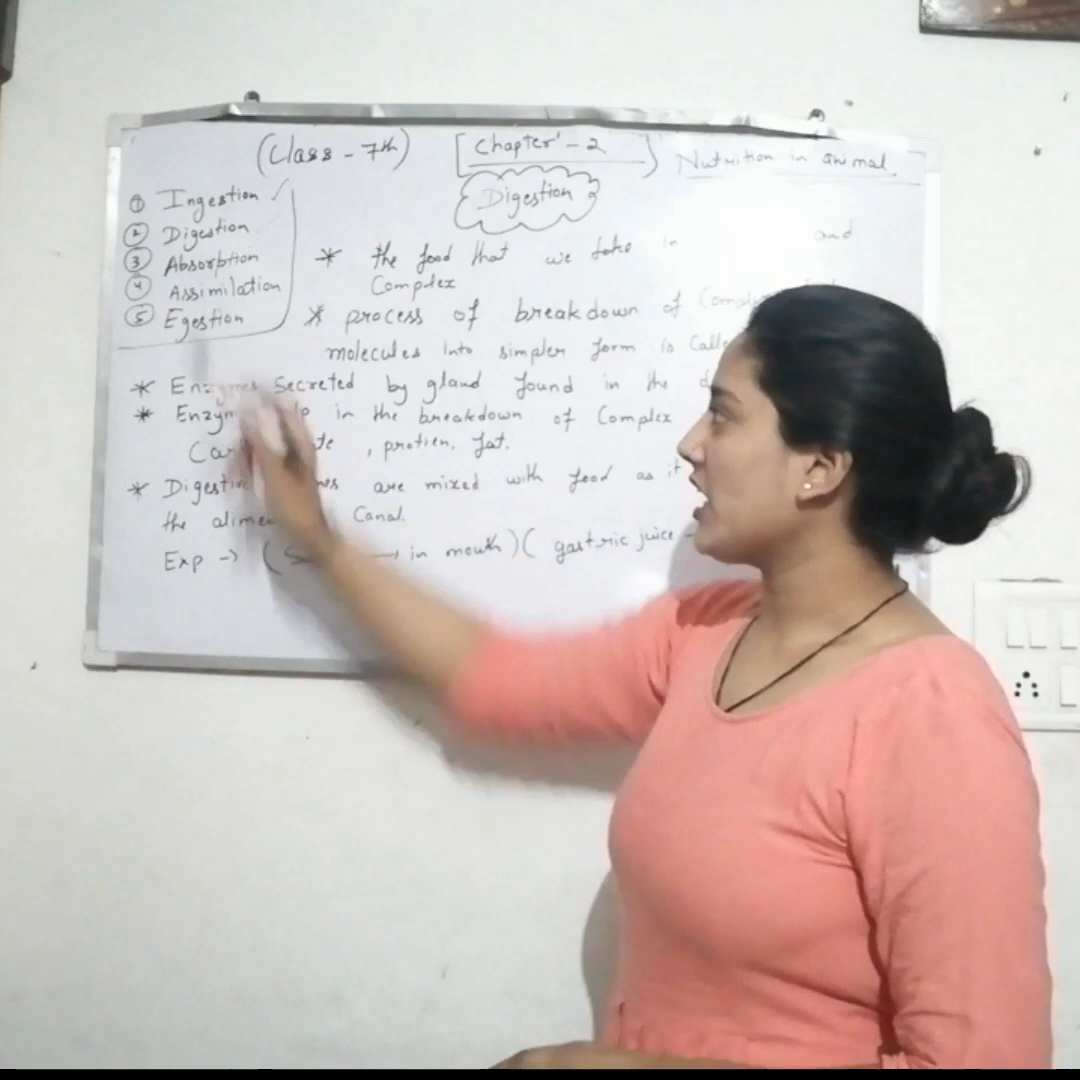 (Class - 7th) [Chapter - 2] Nutrition in animal.
Digestion
① Ingestion ✓
② Digestion
③ Absorbtion
④ Assimilation
⑤ Egestion
* the food that we take in and
Complex
* process of breakdown of
molecules into simpler form is
* Secreted by gland found in the
* in the breakdown of Complex
, protien, fat.
* are mixed with food as it
the Canal.
Exp → ( → in mouth) ( gastric juice -